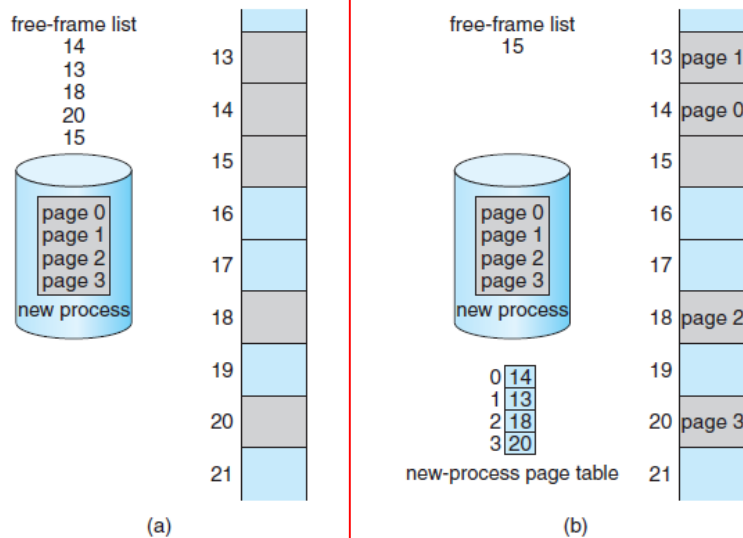 free-frame list
14
13
18
20
15
page 0
page 1
page 2
page 3
new process
13
14
15
16
17
18
19
20
21
(a)
free-frame list
15
page 0
page 1
page 2
page 3
new process
0 14
1 13
2 18
3 20
new-process page table
13 page 1
14 page 0
15
16
17
18 page 2
19
20 page 3
21
(b)